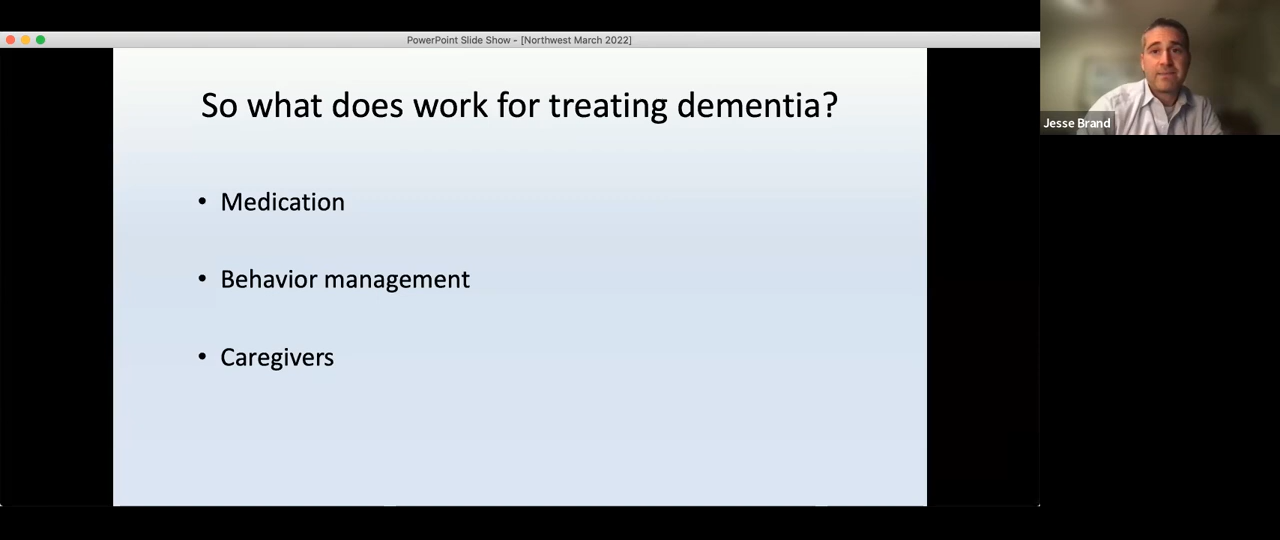 PowerPoint Slide Show - [Northwest March 2022]
So what does work for treating dementia?
• Medication
• Behavior management
• Caregivers
Jesse Brand